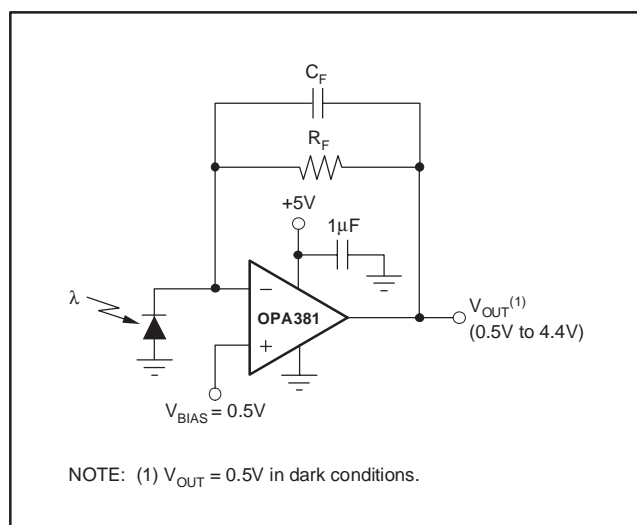 C_F
R_F
+5V
1μF
λ
−
OPA381
+
V_OUT^(1)
(0.5V to 4.4V)
V_BIAS = 0.5V
NOTE: (1) V_OUT = 0.5V in dark conditions.